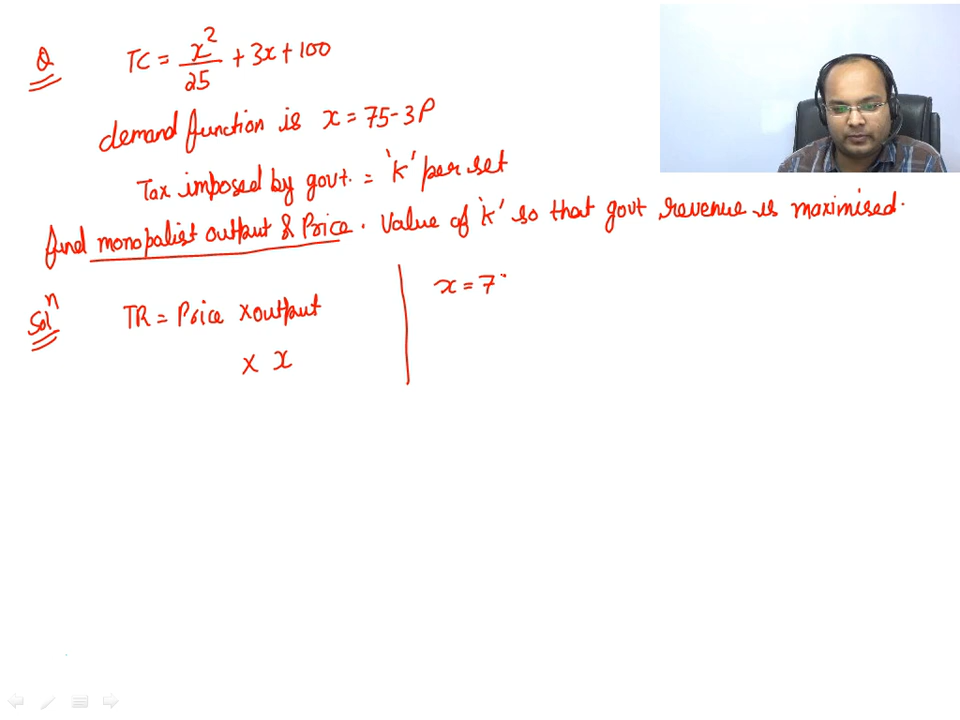 Q TC = x²/25 + 3x + 100
demand function is x = 75 - 3P
Tax imposed by govt. = 'k' per set
find monopalist output & Price. Value of 'k' so that govt revenue is maximised.
Solⁿ TR = Price x output
x x
x = 7